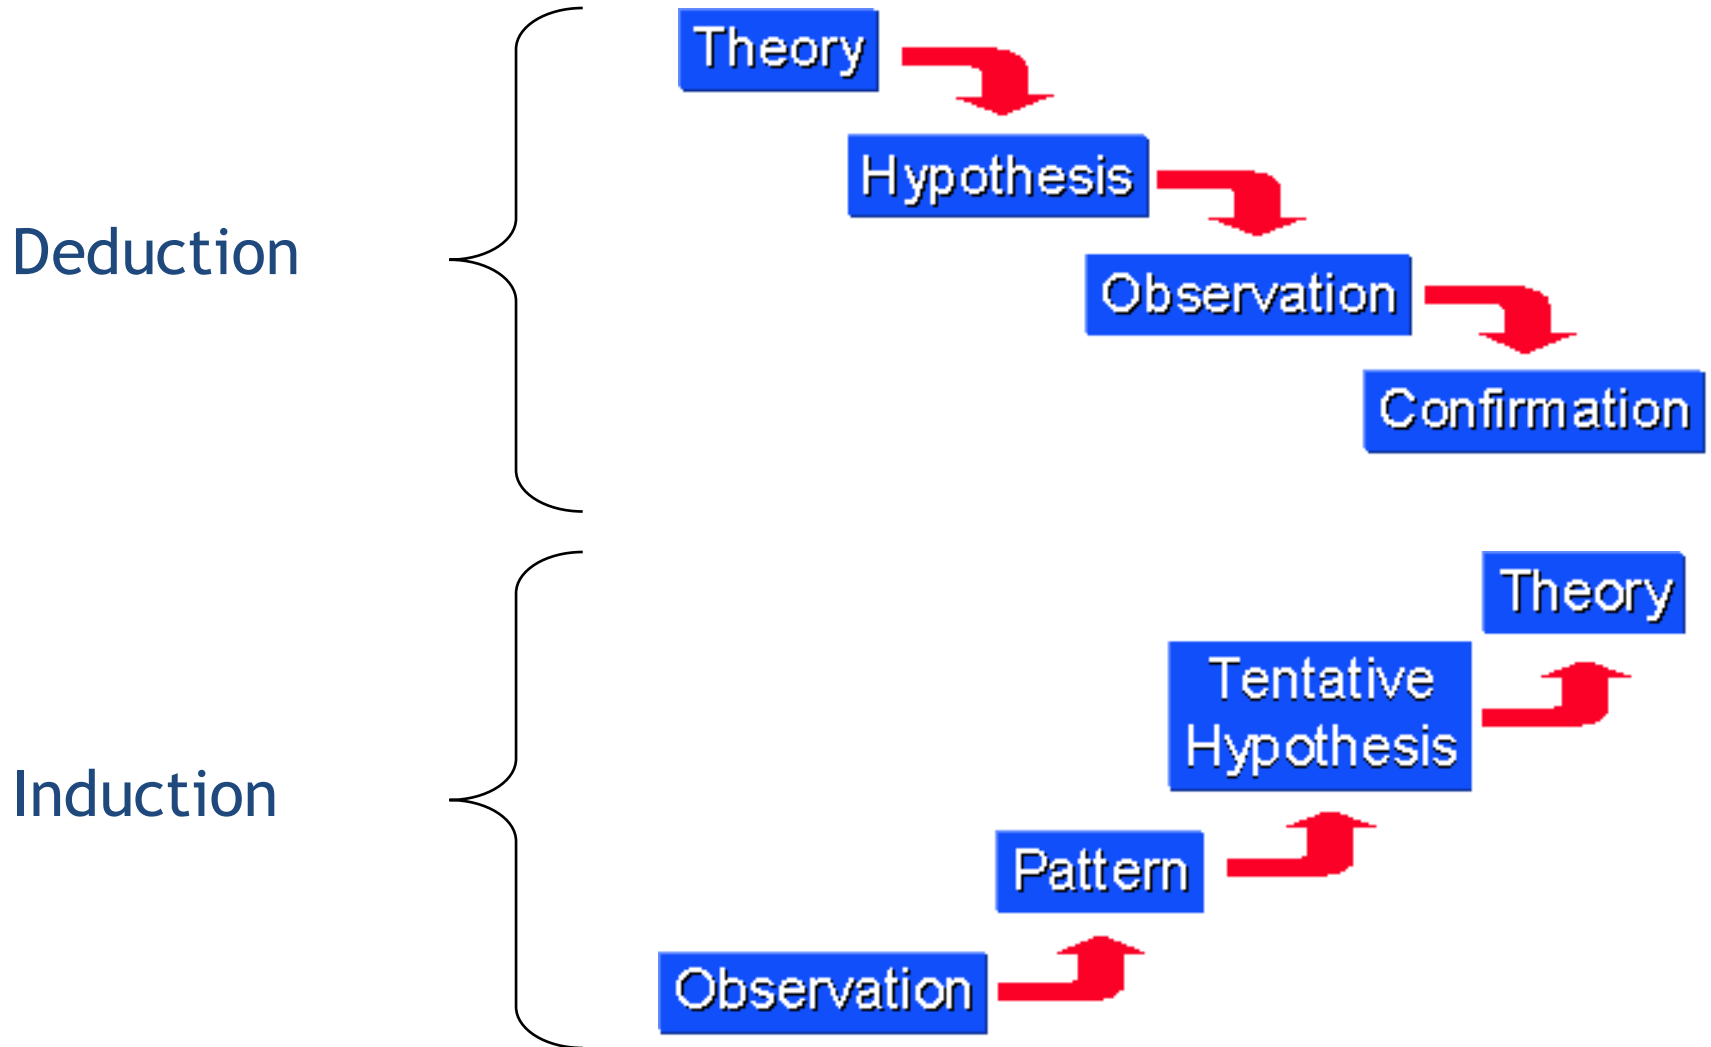 Deduction
Theory
Hypothesis
Observation
Confirmation
Induction
Theory
Tentative
Hypothesis
Pattern
Observation